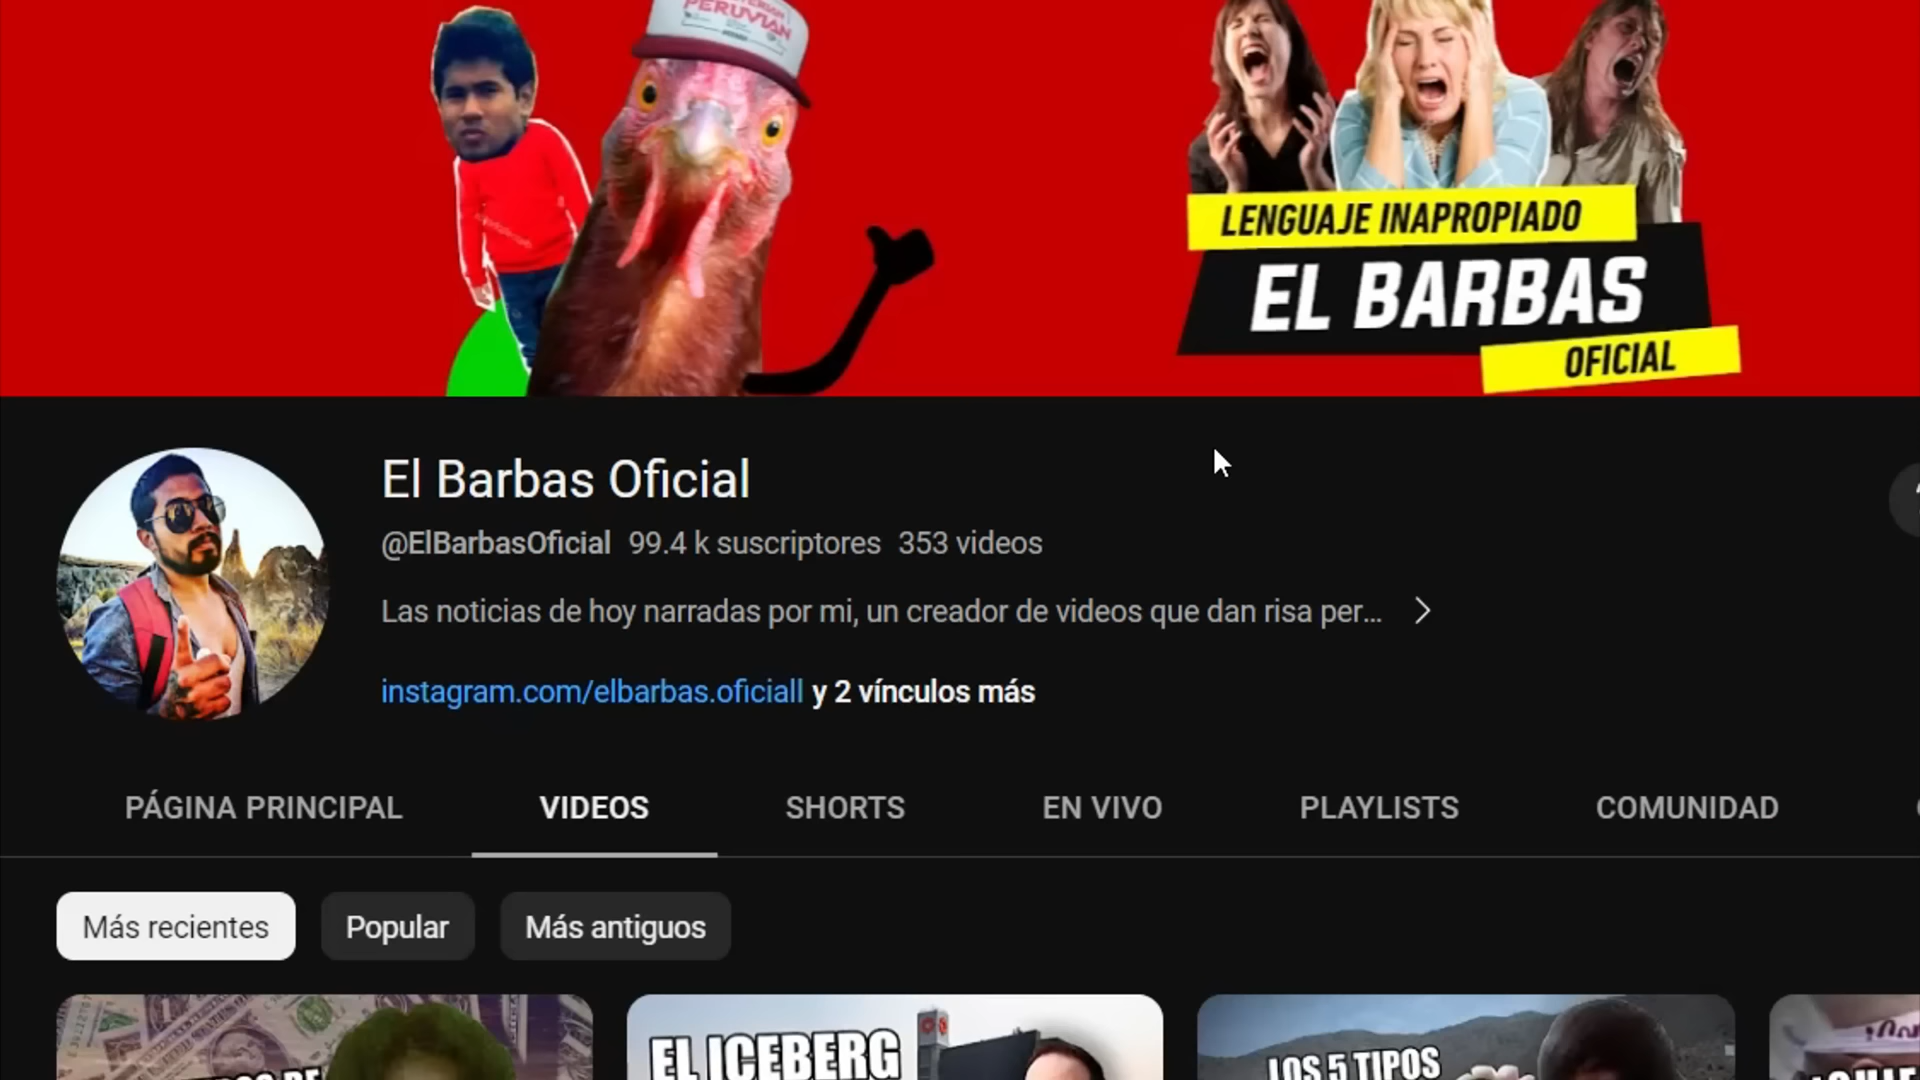 PERUVIAN
LENGUAJE INAPROPIADO
EL BARBAS
OFICIAL
El Barbas Oficial
@ElBarbasOficial 99.4 k suscriptores 353 videos
Las noticias de hoy narradas por mi, un creador de videos que dan risa per...
instagram.com/elbarbas.oficiall y 2 vínculos más
PÁGINA PRINCIPAL VIDEOS SHORTS EN VIVO PLAYLISTS COMUNIDAD
Más recientes Popular Más antiguos
EL ICEBERG
LOS 5 TIPOS